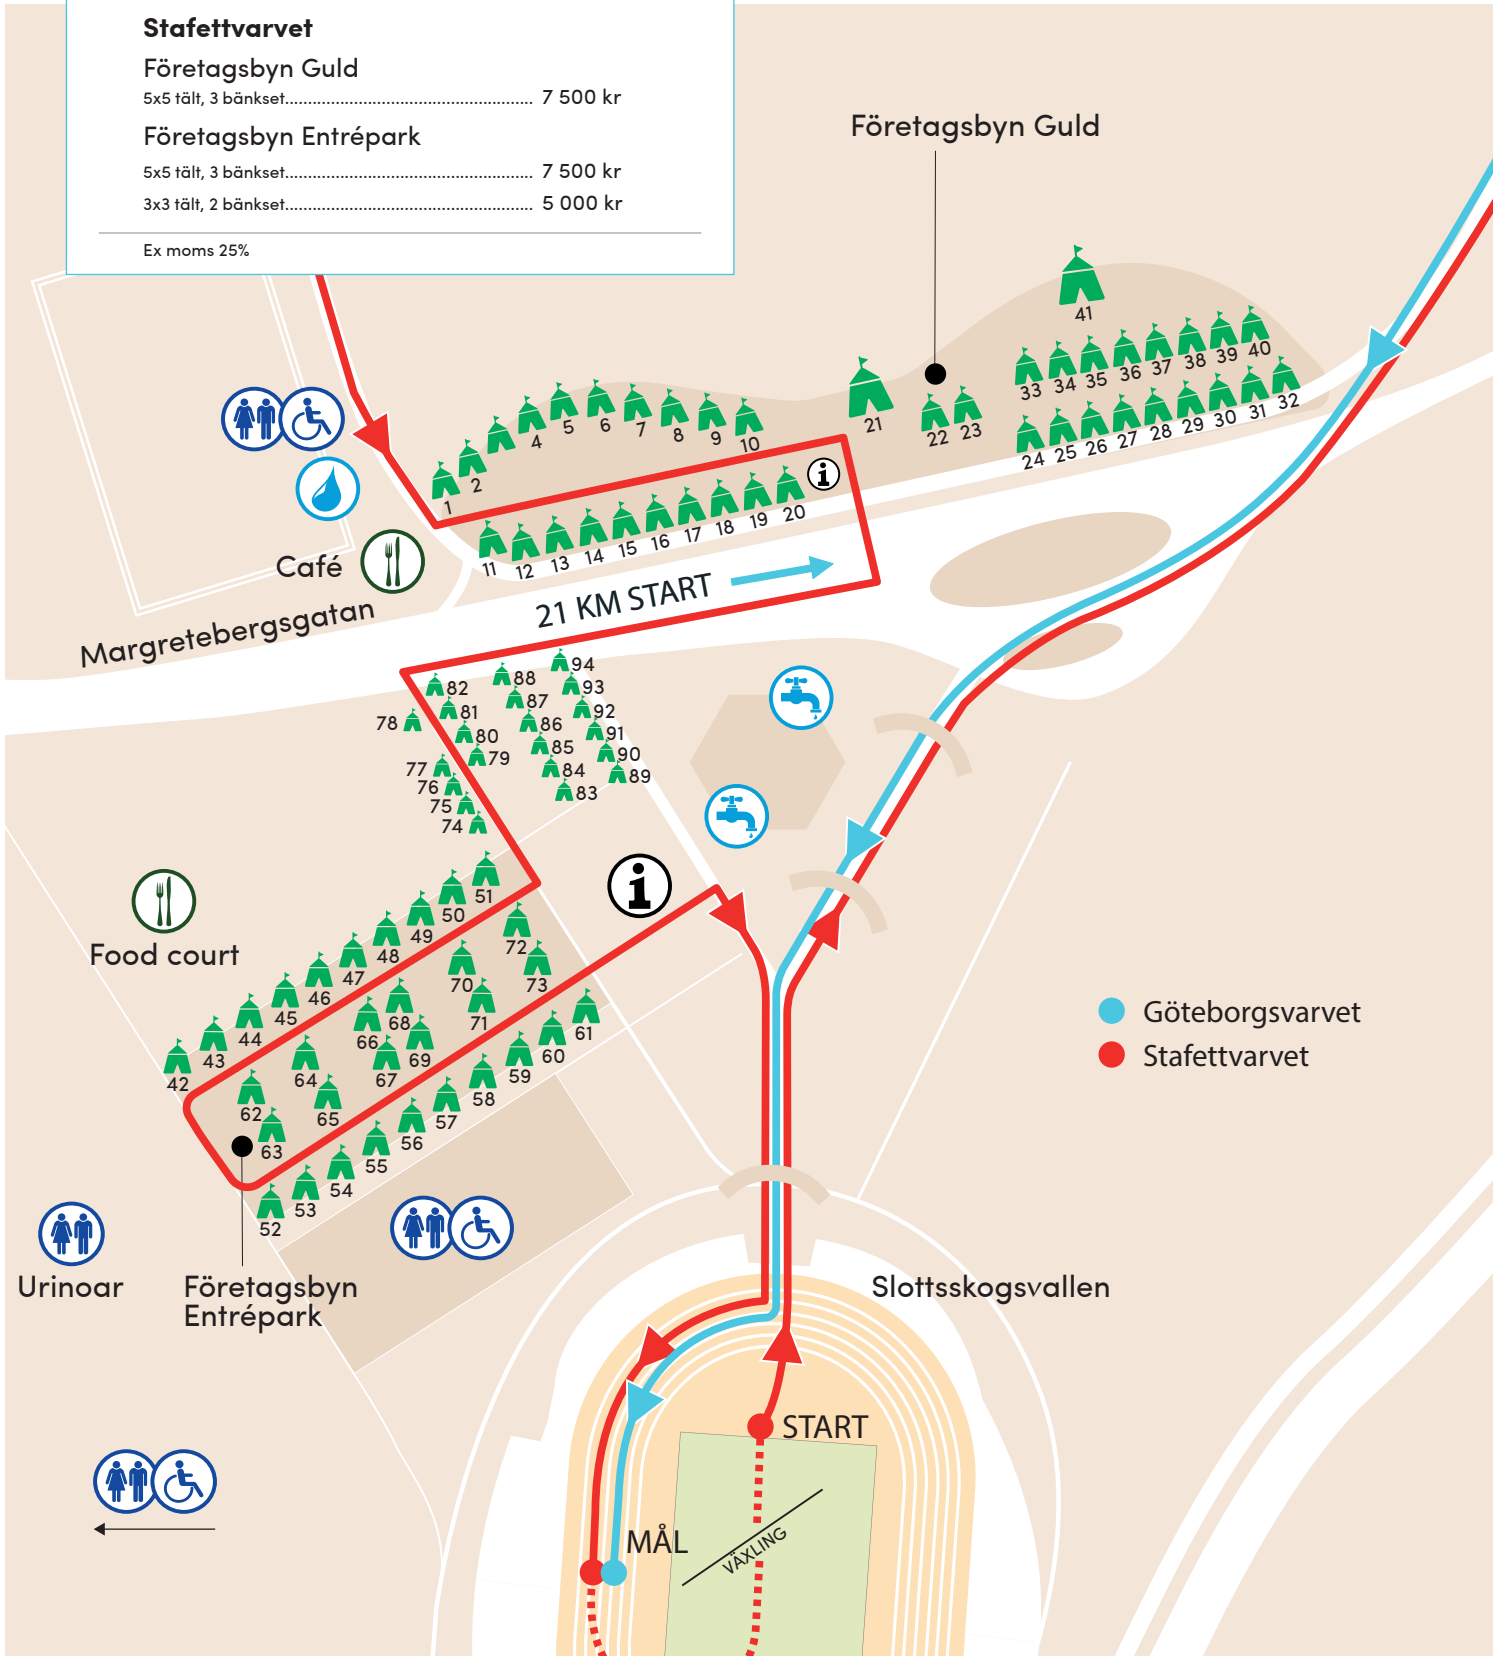 Stafettvarvet
Företagsbyn Guld
5x5 tält, 3 bänkset...................................................... 7 500 kr
Företagsbyn Entrépark
5x5 tält, 3 bänkset...................................................... 7 500 kr
3x3 tält, 2 bänkset...................................................... 5 000 kr
Ex moms 25%
Företagsbyn Guld
41
33 34 35 36 37 38 39 40
21
22 23
24 25 26 27 28 29 30 31 32
1 2 4 5 6 7 8 9 10
11 12 13 14 15 16 17 18 19 20
i
Café
Margretebergsgatan
21 KM START
82 88 94
81 87 93
78 80 86 92
79 85 91
77 84 90
76 83 89
75
74
i
Food court
42 43 44 45 46 47 48 49 50 51
72
70 73
66 68 71
64 67 69
62 65
63
52 53 54 55 56 57 58 59 60 61
Göteborgsvarvet
Stafettvarvet
Urinoar
Företagsbyn
Entrépark
Slottsskogsvallen
START
MÅL
VÄXLING